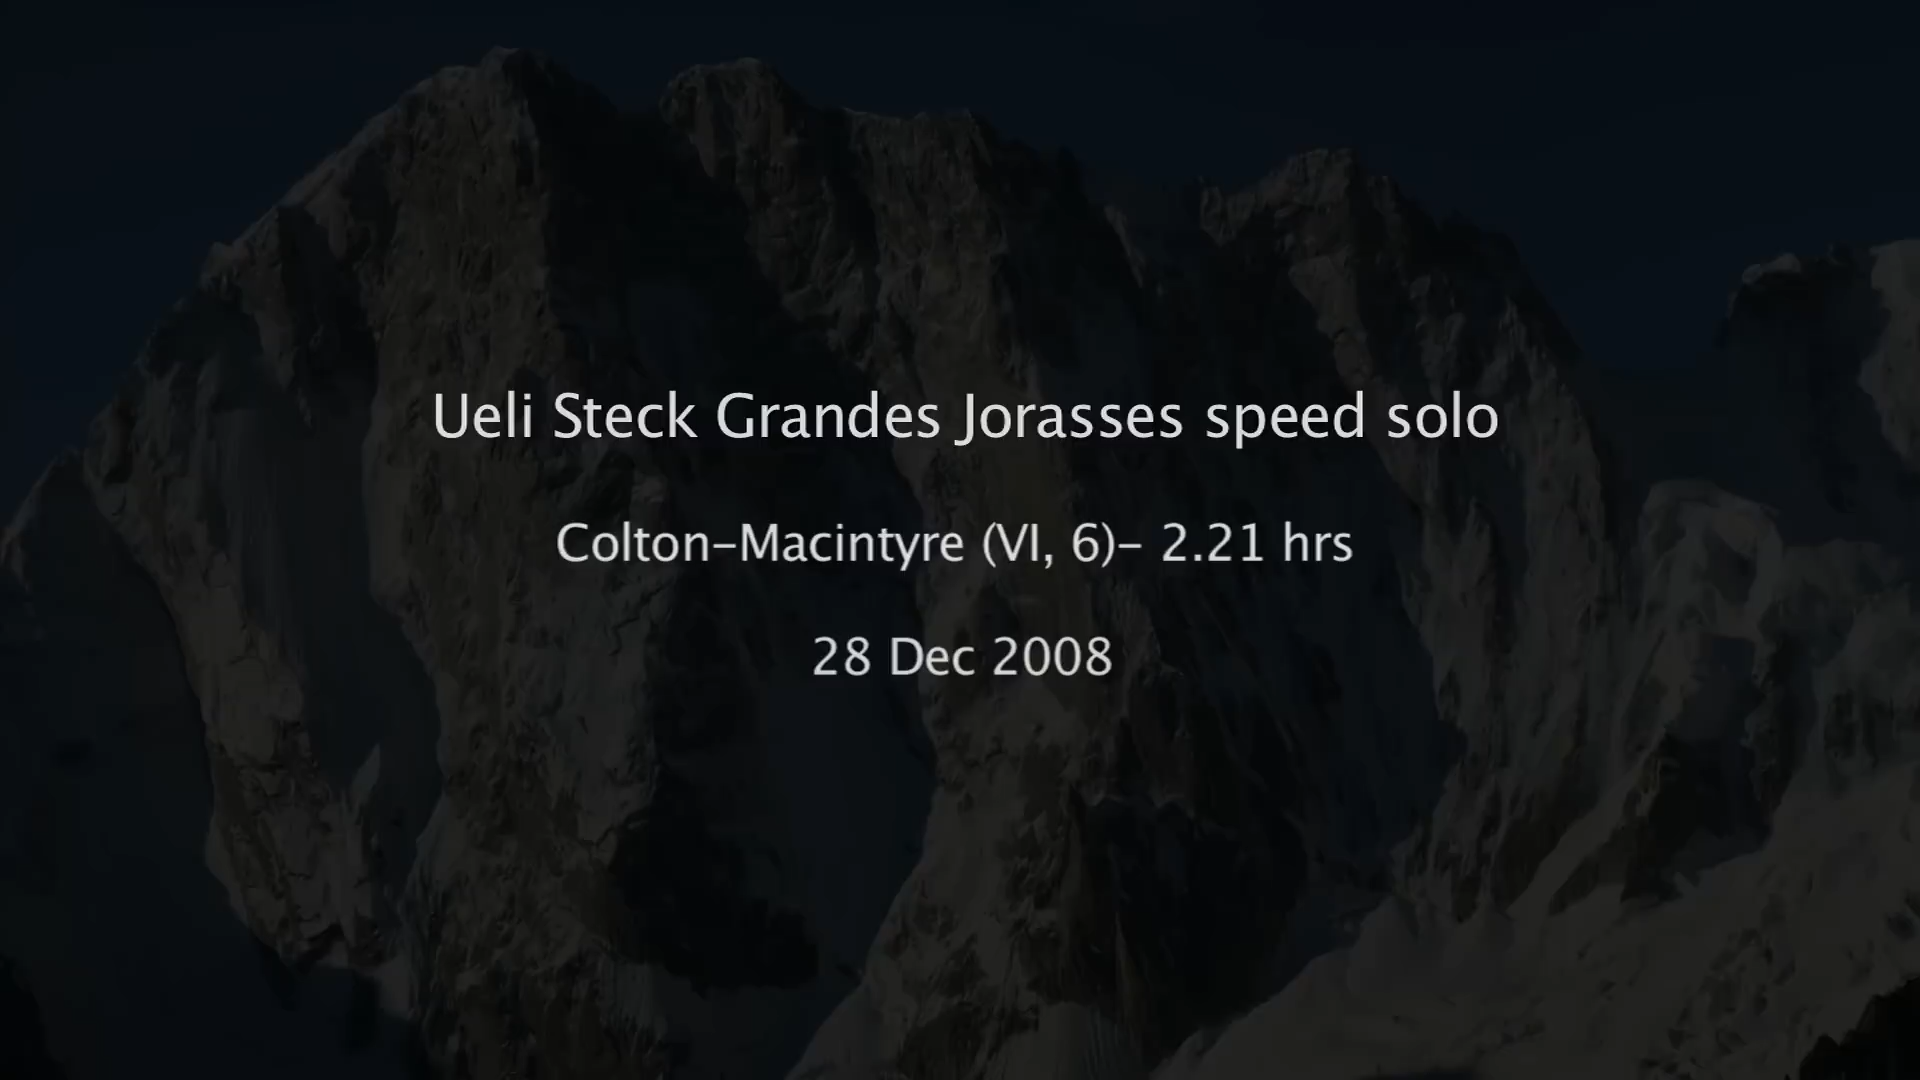 Ueli Steck Grandes Jorasses speed solo
Colton-Macintyre (VI, 6)- 2.21 hrs
28 Dec 2008